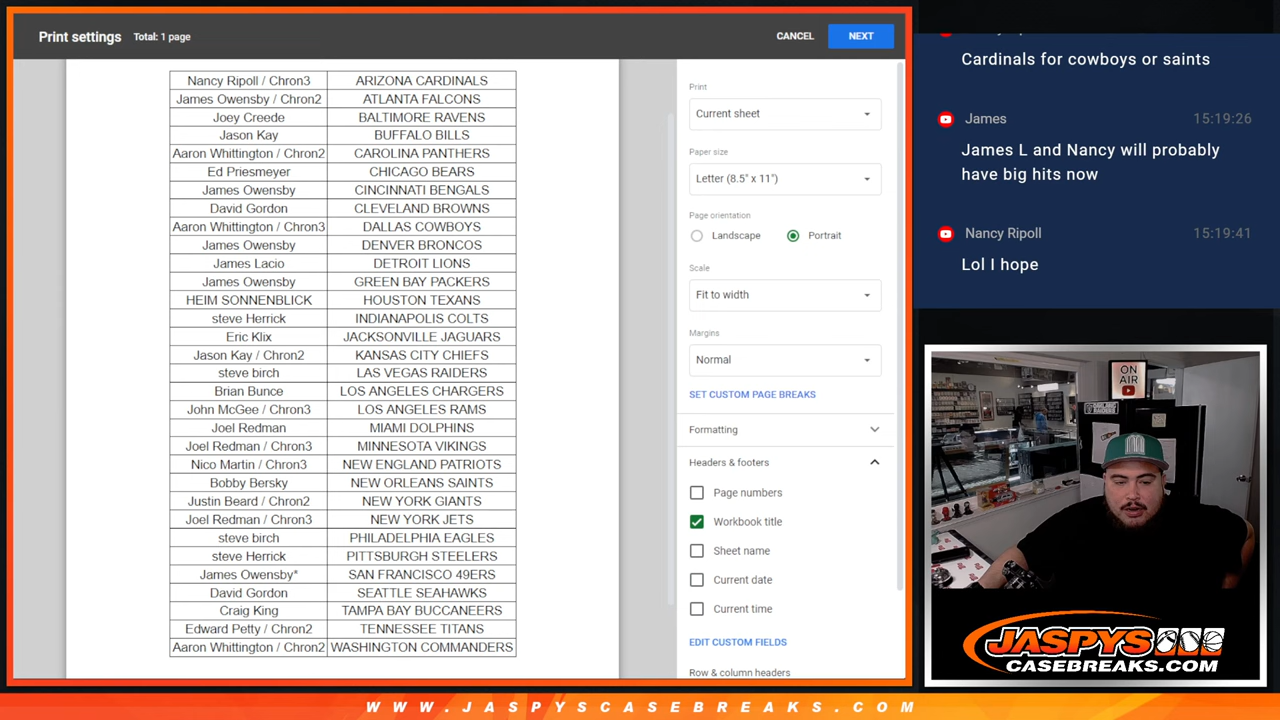 Print settings Total: 1 page CANCEL NEXT
Nancy Ripoll / Chron3 ARIZONA CARDINALS
James Owensby / Chron2 ATLANTA FALCONS
Joey Creede BALTIMORE RAVENS
Jason Kay BUFFALO BILLS
Aaron Whittington / Chron2 CAROLINA PANTHERS
Ed Priesmeyer CHICAGO BEARS
James Owensby CINCINNATI BENGALS
David Gordon CLEVELAND BROWNS
Aaron Whittington / Chron3 DALLAS COWBOYS
James Owensby DENVER BRONCOS
James Lacio DETROIT LIONS
James Owensby GREEN BAY PACKERS
HEIM SONNENBLICK HOUSTON TEXANS
steve Herrick INDIANAPOLIS COLTS
Eric Klix JACKSONVILLE JAGUARS
Jason Kay / Chron2 KANSAS CITY CHIEFS
steve birch LAS VEGAS RAIDERS
Brian Bunce LOS ANGELES CHARGERS
John McGee / Chron3 LOS ANGELES RAMS
Joel Redman MIAMI DOLPHINS
Joel Redman / Chron3 MINNESOTA VIKINGS
Nico Martin / Chron3 NEW ENGLAND PATRIOTS
Bobby Bersky NEW ORLEANS SAINTS
Justin Beard / Chron2 NEW YORK GIANTS
Joel Redman / Chron3 NEW YORK JETS
steve birch PHILADELPHIA EAGLES
steve Herrick PITTSBURGH STEELERS
James Owensby* SAN FRANCISCO 49ERS
David Gordon SEATTLE SEAHAWKS
Craig King TAMPA BAY BUCCANEERS
Edward Petty / Chron2 TENNESSEE TITANS
Aaron Whittington / Chron2 WASHINGTON COMMANDERS
Print
Current sheet
Paper size
Letter (8.5" x 11")
Page orientation
Landscape Portrait
Scale
Fit to width
Margins
Normal
SET CUSTOM PAGE BREAKS
Formatting
Headers & footers
Page numbers
Workbook title
Sheet name
Current date
Current time
EDIT CUSTOM FIELDS
Row & column headers
Cardinals for cowboys or saints
James 15:19:26
James L and Nancy will probably
have big hits now
Nancy Ripoll 15:19:41
Lol I hope
ON
AIR
JASPYS
CASEBREAKS.COM
WWW.JASPYSCASEBREAKS.COM